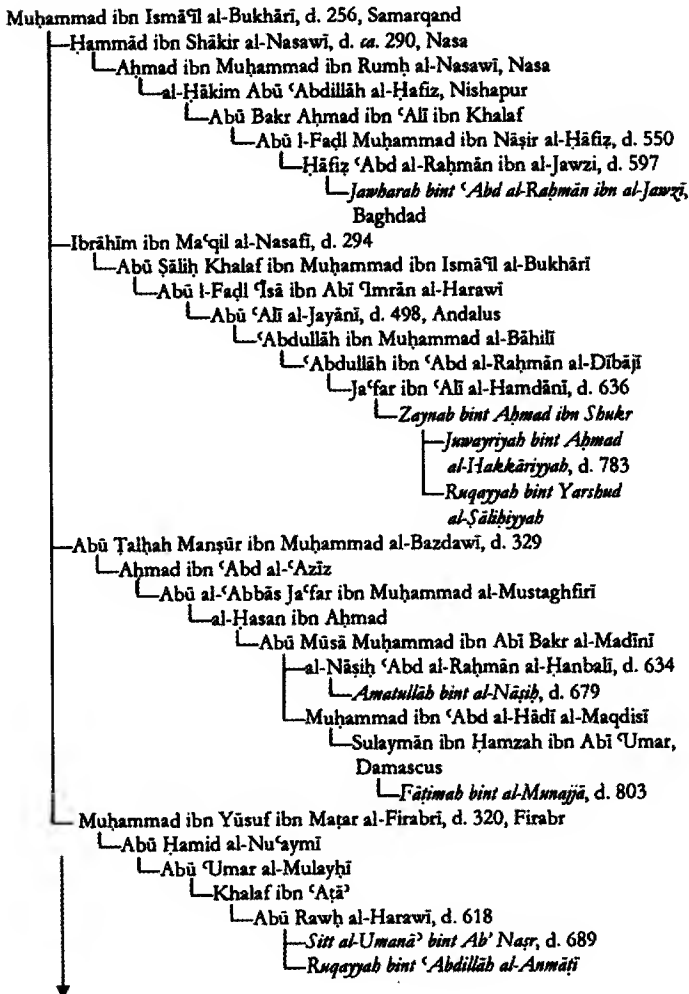 Muḥammad ibn Ismāʿīl al-Bukhārī, d. 256, Samarqand
Ḥammād ibn Shākir al-Nasawī, d. ca. 290, Nasa
Aḥmad ibn Muḥammad ibn Rumḥ al-Nasawī, Nasa
al-Ḥākim Abū ʿAbdillāh al-Ḥafiz, Nishapur
Abū Bakr Aḥmad ibn ʿAlī ibn Khalaf
Abū l-Faḍl Muḥammad ibn Nāṣir al-Ḥāfiẓ, d. 550
Ḥāfiẓ ʿAbd al-Raḥmān ibn al-Jawzi, d. 597
Jawharah bint ʿAbd al-Raḥmān ibn al-Jawzī,
Baghdad
Ibrāhīm ibn Maʿqil al-Nasafī, d. 294
Abū Ṣāliḥ Khalaf ibn Muḥammad ibn Ismāʿīl al-Bukhārī
Abū l-Faḍl ʿĪsā ibn Abī ʿImrān al-Harawī
Abū ʿAlī al-Jayānī, d. 498, Andalus
ʿAbdullāh ibn Muḥammad al-Bāhilī
ʿAbdullāh ibn ʿAbd al-Raḥmān al-Dībājī
Jaʿfar ibn ʿAlī al-Hamdānī, d. 636
Zaynab bint Aḥmad ibn Shukr
Juwayriyah bint Aḥmad
al-Hakkāriyyah, d. 783
Ruqayyah bint Yarshud
al-Ṣāliḥiyyah
Abū Ṭalḥah Manṣūr ibn Muḥammad al-Bazdawī, d. 329
Aḥmad ibn ʿAbd al-ʿAzīz
Abū al-ʿAbbās Jaʿfar ibn Muḥammad al-Mustaghfirī
al-Ḥasan ibn Aḥmad
Abū Mūsā Muḥammad ibn Abī Bakr al-Madīnī
al-Nāṣiḥ ʿAbd al-Raḥmān al-Ḥanbalī, d. 634
Amatullāh bint al-Nāṣiḥ, d. 679
Muḥammad ibn ʿAbd al-Hādī al-Maqdisī
Sulaymān ibn Ḥamzah ibn Abī ʿUmar,
Damascus
Fāṭimah bint al-Munajjā, d. 803
Muḥammad ibn Yūsuf ibn Maṭar al-Firabrī, d. 320, Firabr
Abū Ḥamid al-Nuʿaymī
Abū ʿUmar al-Mulayḥī
Khalaf ibn ʿAṭāʾ
Abū Rawḥ al-Harawī, d. 618
Sitt al-Umanāʾ bint Ab' Naṣr, d. 689
Ruqayyah bint ʿAbdillāh al-Anmāṭī